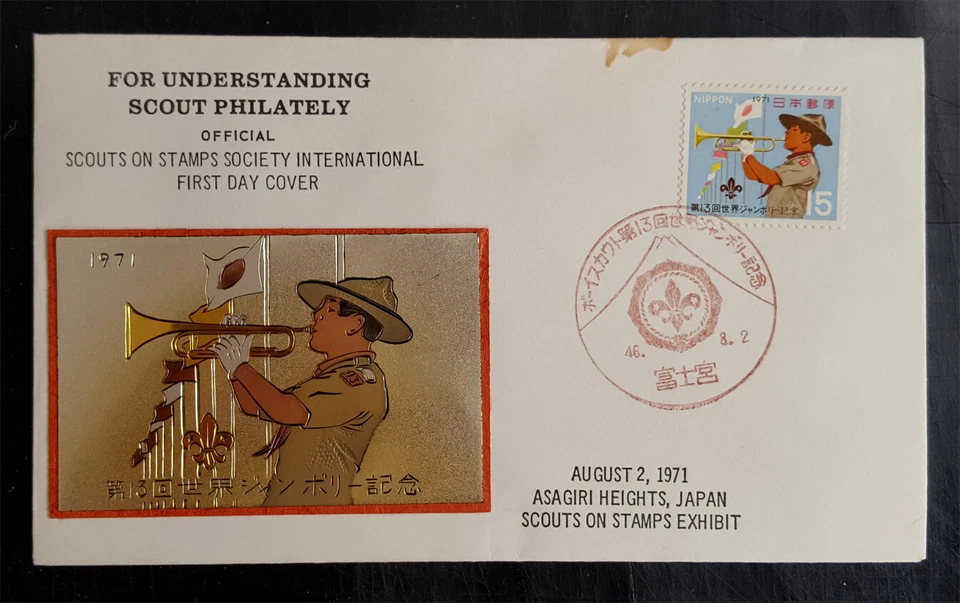 FOR UNDERSTANDING
SCOUT PHILATELY
OFFICIAL
SCOUTS ON STAMPS SOCIETY INTERNATIONAL
FIRST DAY COVER
NIPPON 1971 日本郵便
第13回世界ジャンボリー記念 15
ボーイスカウト第13回世界ジャンボリー記念
46. 8. 2
富士宮
1971
13
第13回世界ジャンボリー記念
AUGUST 2, 1971
ASAGIRI HEIGHTS, JAPAN
SCOUTS ON STAMPS EXHIBIT